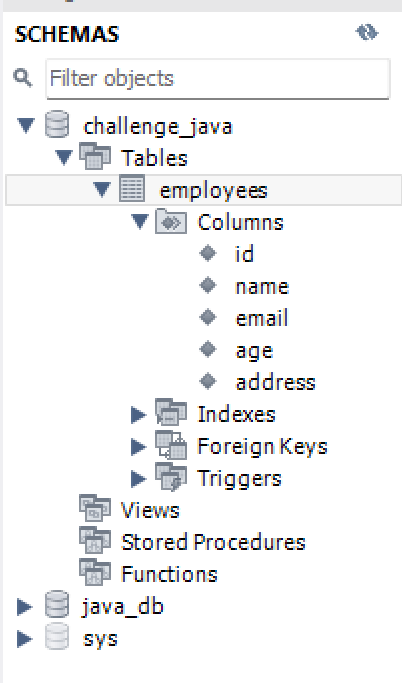 SCHEMAS
Filter objects
challenge_java
Tables
employees
Columns
id
name
email
age
address
Indexes
Foreign Keys
Triggers
Views
Stored Procedures
Functions
java_db
sys